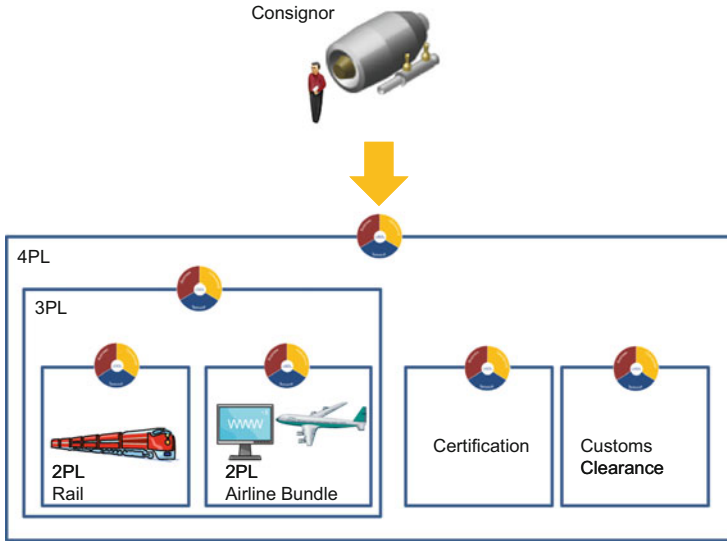 Consignor
4PL
3PL
WWW
2PL
Rail
2PL
Airline Bundle
Certification
Customs
Clearance